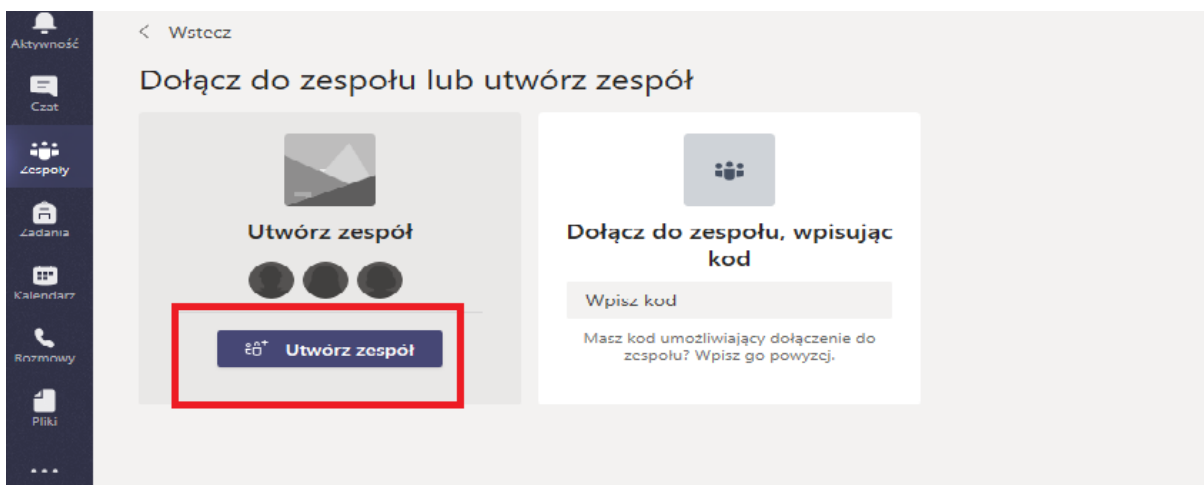 Aktywność
Czat
Zespoły
Zadania
Kalendarz
Rozmowy
Pliki
< Wstecz
Dołącz do zespołu lub utwórz zespół
Utwórz zespół
Utwórz zespół
Dołącz do zespołu, wpisując
kod
Wpisz kod
Masz kod umożliwiający dołączenie do
zespołu? Wpisz go powyżej.